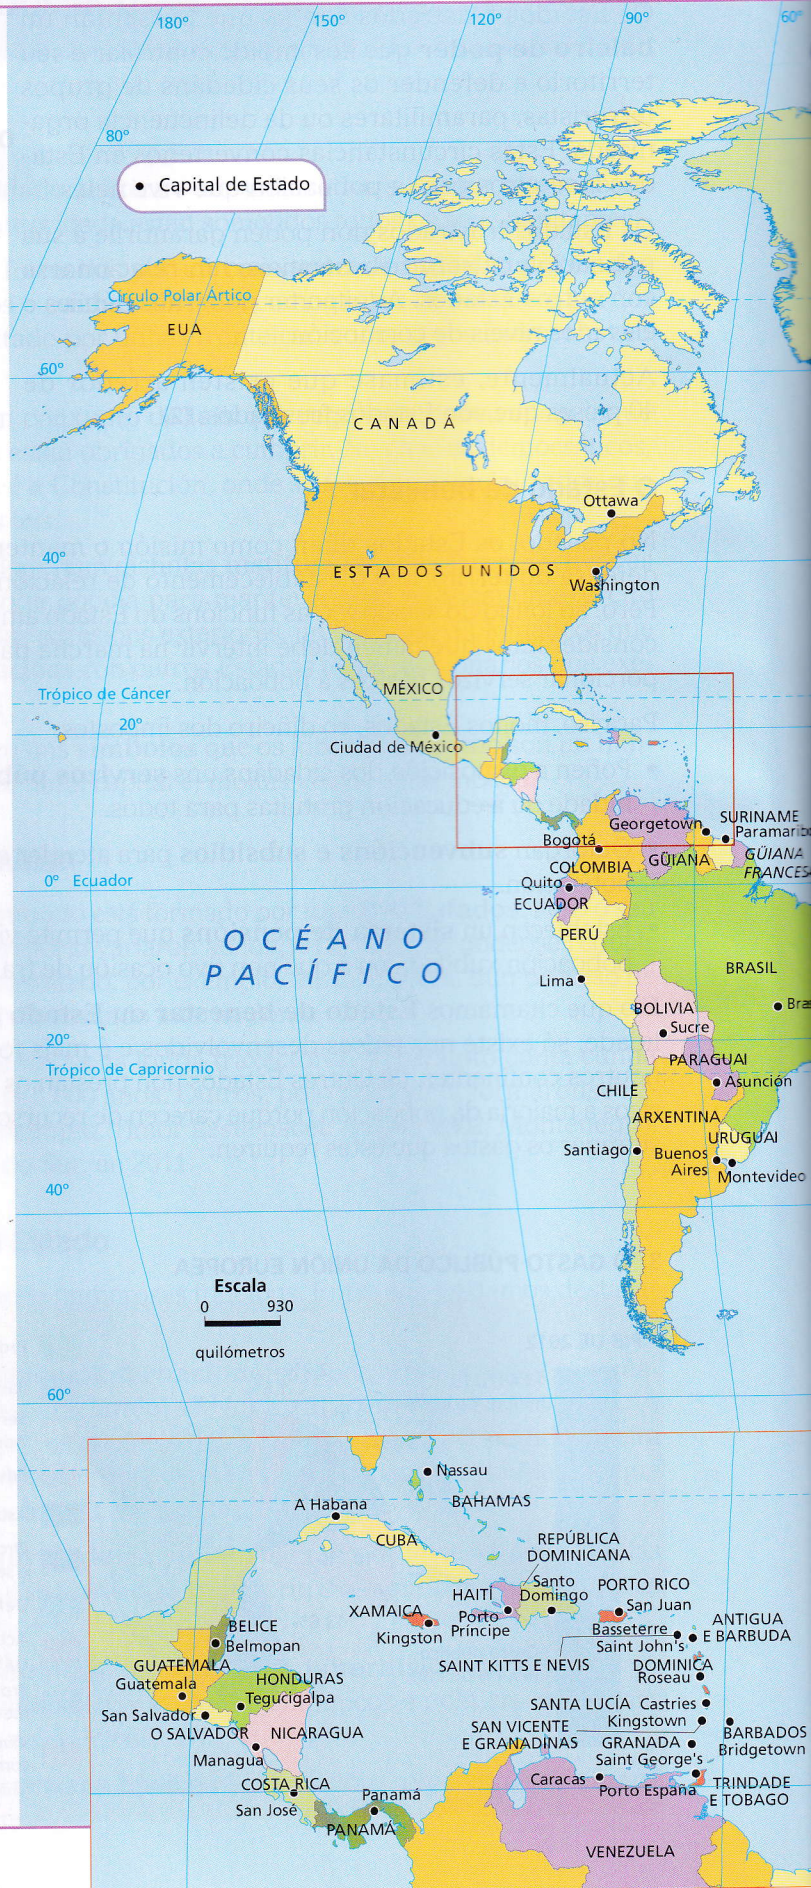 180°
150°
120°
90°
60°
80°
Capital de Estado
Círculo Polar Ártico
EUA
60°
CANADÁ
Ottawa
40°
ESTADOS UNIDOS
Washington
Trópico de Cáncer
MÉXICO
20°
Ciudad de México
SURINAME
Georgetown
Bogotá
GÜIANA
GÜIANA
COLOMBIA
0° Ecuador
Quito
ECUADOR
OCÉANO
PACÍFICO
PERÚ
BRASIL
Lima
BOLIVIA
Sucre
20°
PARAGUAI
Trópico de Capricornio
Asunción
CHILE
ARXENTINA
URUGUAI
Santiago
Buenos
Aires
Montevideo
40°
Escala
0 930
quilómetros
60°
Nassau
A Habana
BAHAMAS
CUBA
REPÚBLICA
DOMINICANA
HAITÍ
Santo
Domingo
PORTO RICO
San Juan
XAMAICA
Kingston
Porto
Príncipe
Basseterre
Saint John's
ANTIGUA
E BARBUDA
BELICE
Belmopan
SAINT KITTS E NEVIS
DOMINICA
Roseau
GUATEMALA
Guatemala
HONDURAS
Tegucigalpa
San Salvador
SANTA LUCÍA Castries
O SALVADOR
NICARAGUA
SAN VICENTE
E GRANADINAS
Kingstown
BARBADOS
Bridgetown
Managua
GRANADA
Saint George's
COSTA RICA
Panamá
Caracas
Porto España
TRINDADE
E TOBAGO
San José
PANAMÁ
VENEZUELA